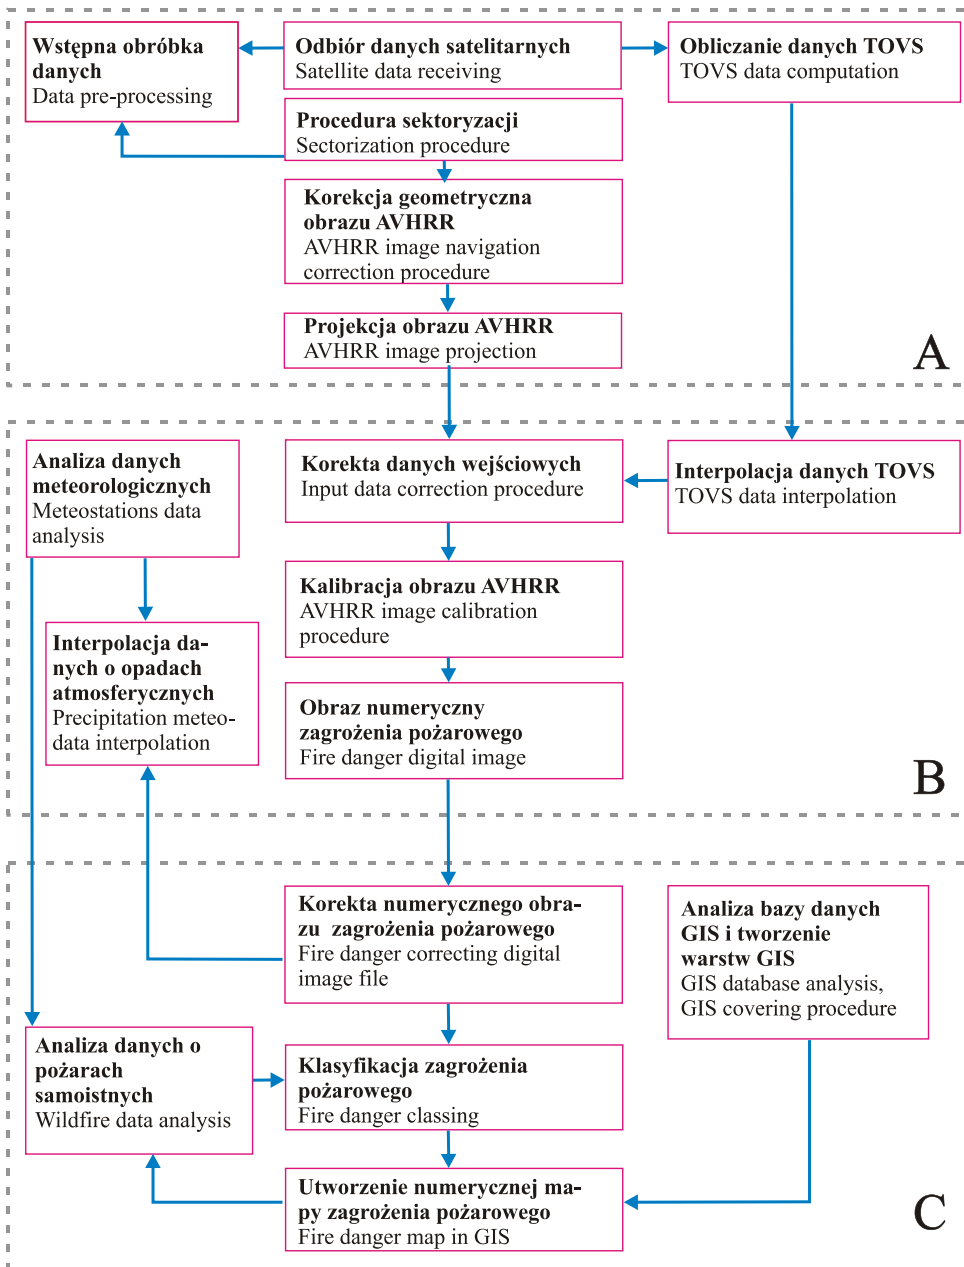 Wstępna obróbka
danych
Data pre-processing
Odbiór danych satelitarnych
Satellite data receiving
Obliczanie danych TOVS
TOVS data computation
Procedura sektoryzacji
Sectorization procedure
Korekcja geometryczna
obrazu AVHRR
AVHRR image navigation
correction procedure
Projekcja obrazu AVHRR
AVHRR image projection
A
Analiza danych
meteorologicznych
Meteostations data
analysis
Korekta danych wejściowych
Input data correction procedure
Interpolacja danych TOVS
TOVS data interpolation
Kalibracja obrazu AVHRR
AVHRR image calibration
procedure
Interpolacja da-
nych o opadach
atmosferycznych
Precipitation meteo-
data interpolation
Obraz numeryczny
zagrożenia pożarowego
Fire danger digital image
B
Korekta numerycznego obra-
zu zagrożenia pożarowego
Fire danger correcting digital
image file
Analiza bazy danych
GIS i tworzenie
warstw GIS
GIS database analysis,
GIS covering procedure
Analiza danych o
pożarach
samoistnych
Wildfire data analysis
Klasyfikacja zagrożenia
pożarowego
Fire danger classing
Utworzenie numerycznej ma-
py zagrożenia pożarowego
Fire danger map in GIS
C